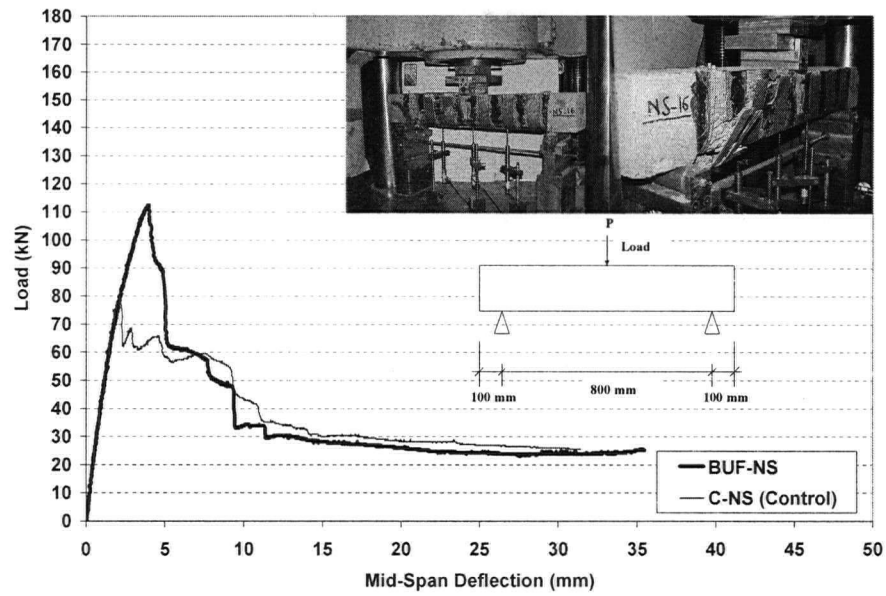 180
170
160
150
140
130
120
110
100
90
80
70
60
50
40
30
20
10
0
Load (kN)
NS-16
NS-16
P
Load
100 mm
800 mm
100 mm
BUF-NS
C-NS (Control)
0 5 10 15 20 25 30 35 40 45 50
Mid-Span Deflection (mm)